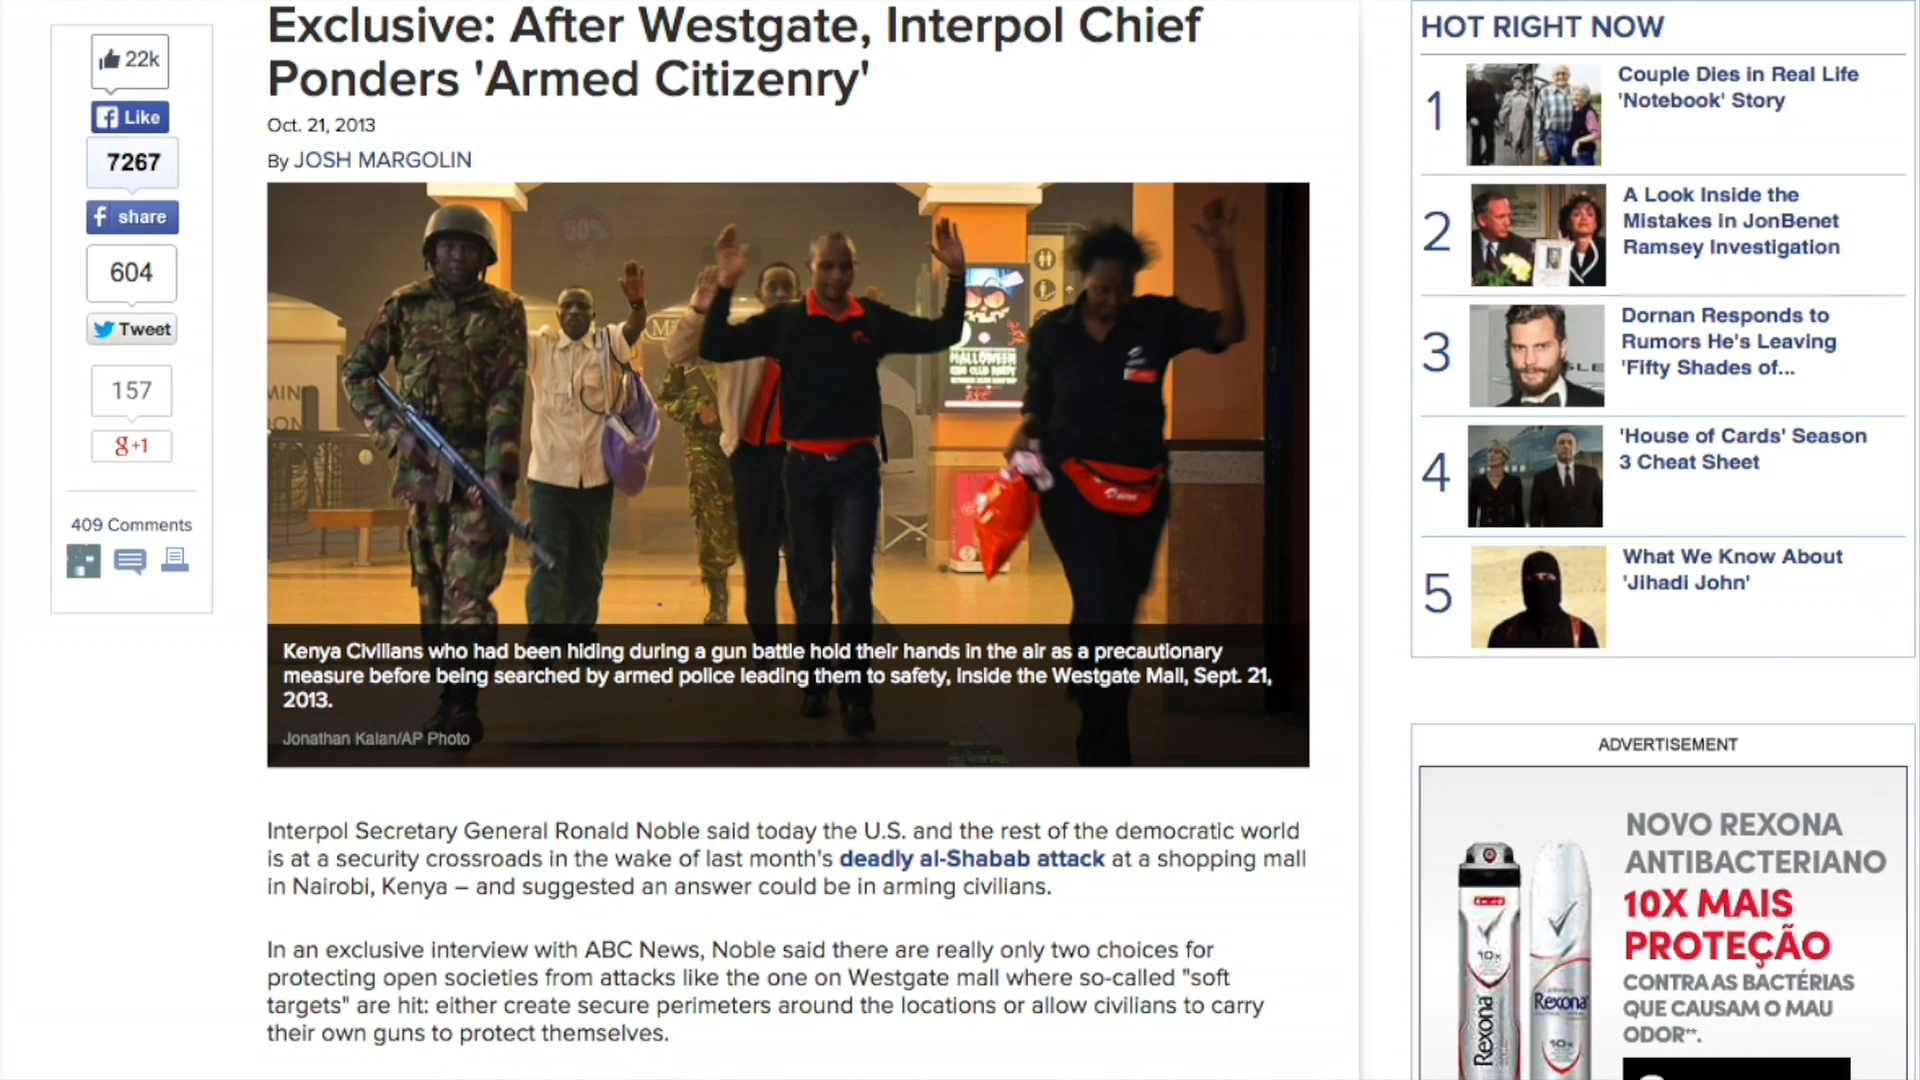 22k
Like
7267
share
604
Tweet
157
g+1
409 Comments
Exclusive: After Westgate, Interpol Chief
Ponders 'Armed Citizenry'
Oct. 21, 2013
By JOSH MARGOLIN
50%
HALLOWEEN
Kenya Civilians who had been hiding during a gun battle hold their hands in the air as a precautionary
measure before being searched by armed police leading them to safety, inside the Westgate Mall, Sept. 21,
2013.
Jonathan Kalan/AP Photo
Interpol Secretary General Ronald Noble said today the U.S. and the rest of the democratic world
is at a security crossroads in the wake of last month's deadly al-Shabab attack at a shopping mall
in Nairobi, Kenya – and suggested an answer could be in arming civilians.
In an exclusive interview with ABC News, Noble said there are really only two choices for
protecting open societies from attacks like the one on Westgate mall where so-called "soft
targets" are hit: either create secure perimeters around the locations or allow civilians to carry
their own guns to protect themselves.
HOT RIGHT NOW
1
Couple Dies in Real Life
'Notebook' Story
2
A Look Inside the
Mistakes in JonBenet
Ramsey Investigation
3
Dornan Responds to
Rumors He's Leaving
'Fifty Shades of...
4
'House of Cards' Season
3 Cheat Sheet
5
What We Know About
'Jihadi John'
ADVERTISEMENT
NOVO REXONA
ANTIBACTERIANO
10X MAIS
PROTEÇÃO
CONTRA AS BACTÉRIAS
QUE CAUSAM O MAU
ODOR**.
10x
Rexona
Rexona
10x